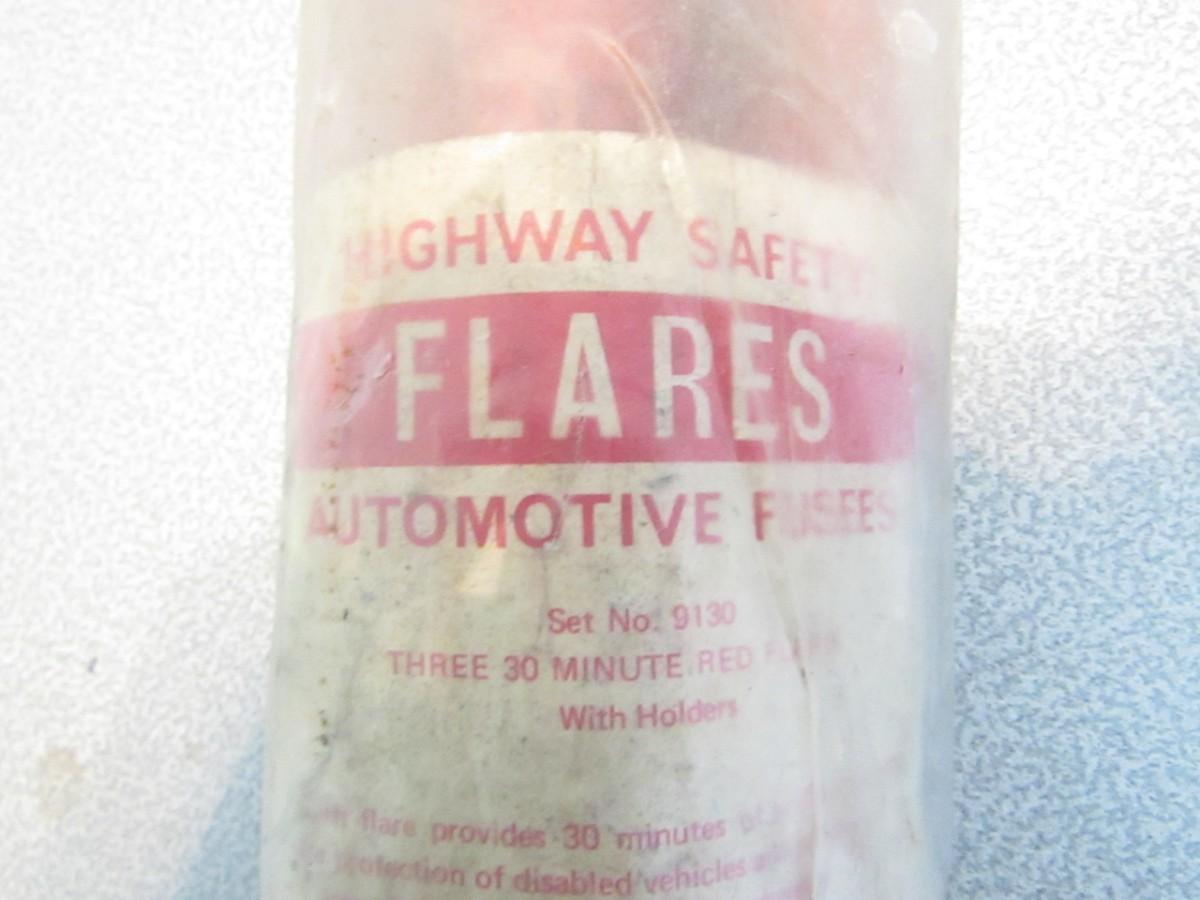 HIGHWAY SAFETY
FLARES
AUTOMOTIVE FUSEES
Set No. 9130
THREE 30 MINUTE RED
With Holders
flare provides 30 minutes of
protection of disabled vehicles